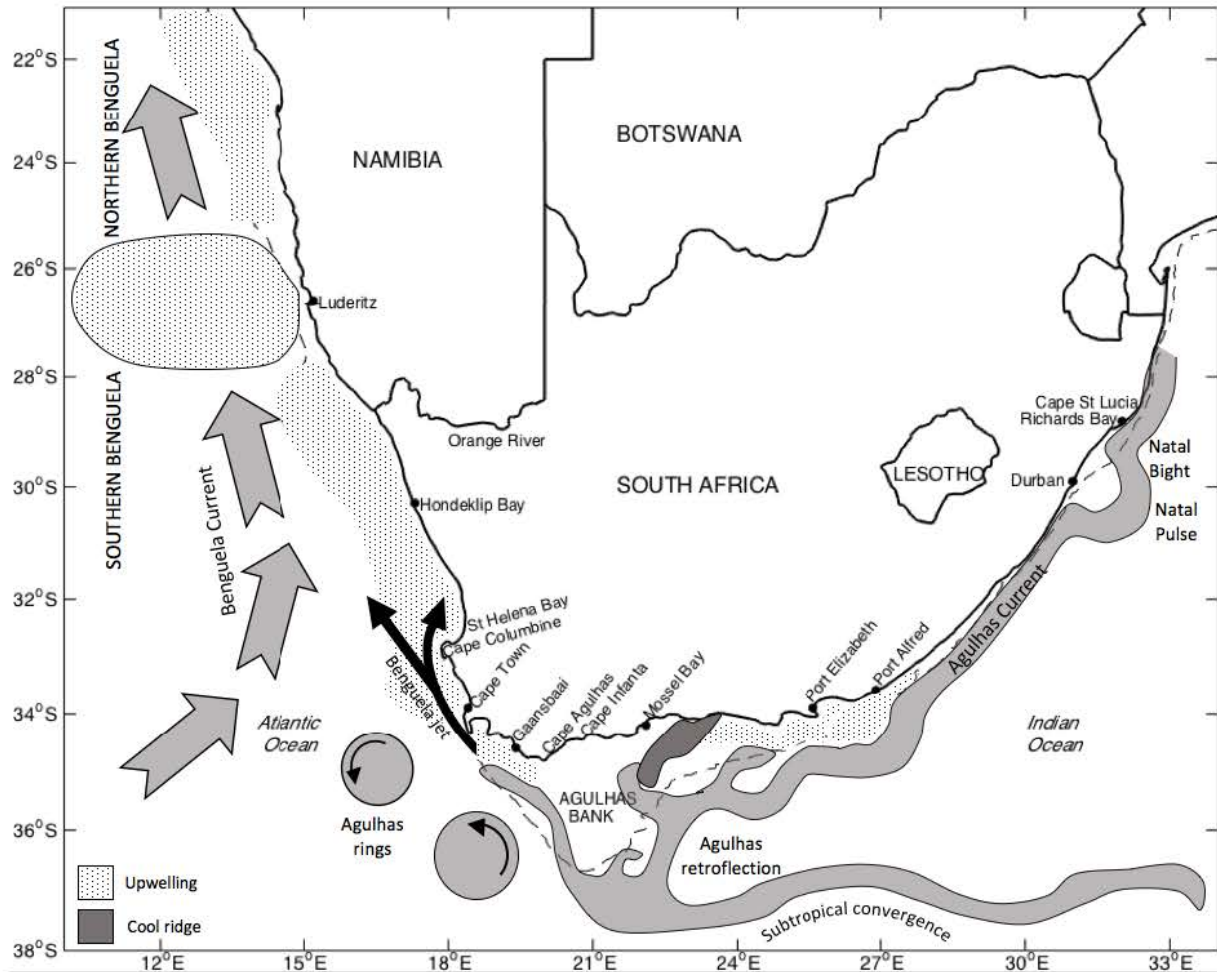 22°S
24°S
26°S
28°S
30°S
32°S
34°S
36°S
38°S
12°E
15°E
18°E
21°E
24°E
27°E
30°E
33°E
NORTHERN BENGUELA
SOUTHERN BENGUELA
NAMIBIA
BOTSWANA
Luderitz
Orange River
Hondeklip Bay
SOUTH AFRICA
LESOTHO
Cape St Lucia
Richards Bay
Durban
Natal
Bight
Natal
Pulse
Benguela Current
St Helena Bay
Cape Columbine
Benguela jet
Cape Town
Gaansbaai
Cape Agulhas
Cape Infanta
Mossel Bay
Port Elizabeth
Port Alfred
Agulhas Current
Atlantic
Ocean
Indian
Ocean
AGULHAS
BANK
Agulhas
rings
Agulhas
retroflection
Subtropical convergence
Upwelling
Cool ridge